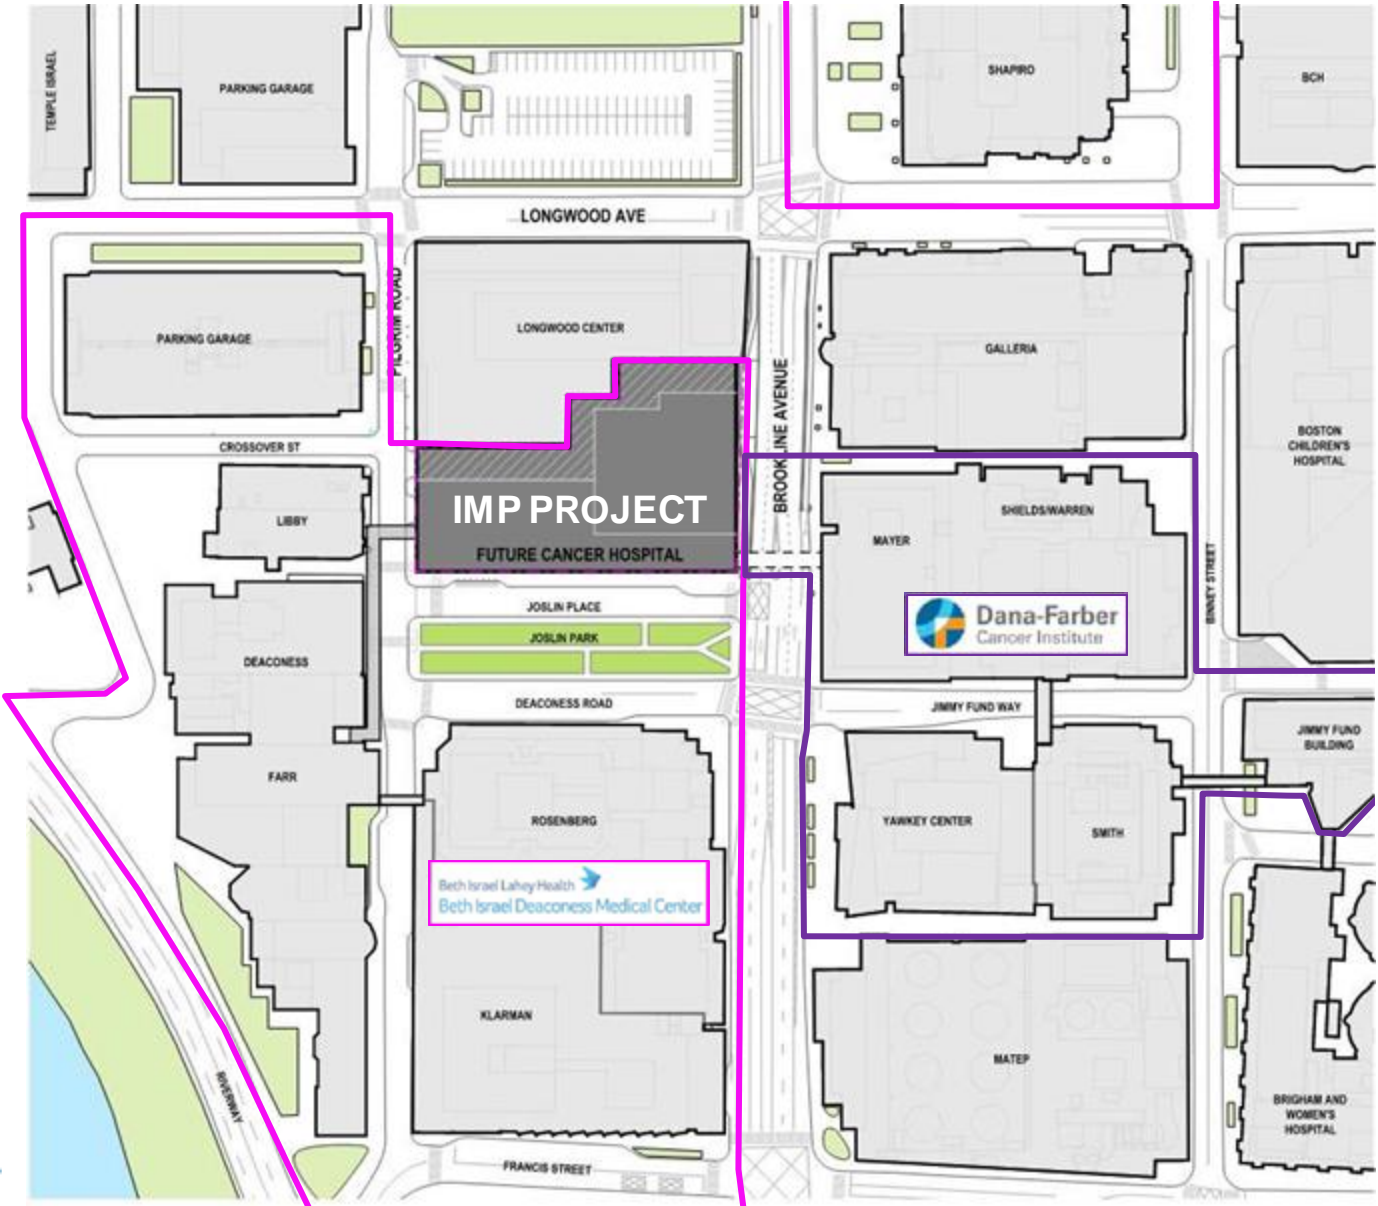 TEMPLE ISRAEL
PARKING GARAGE
SHAPIRO
BCH
LONGWOOD AVE
PILGRIM ROAD
LONGWOOD CENTER
PARKING GARAGE
GALLERIA
BROOKLINE AVENUE
CROSSOVER ST
BOSTON
CHILDREN'S
HOSPITAL
LIBBY
IMP PROJECT
FUTURE CANCER HOSPITAL
SHIELDS/WARREN
MAYER
BINNEY STREET
JOSLIN PLACE
JOSLIN PARK
Dana-Farber
Cancer Institute
DEACONESS
DEACONESS ROAD
JIMMY FUND WAY
JIMMY FUND
BUILDING
FARR
ROSENBERG
YAWKEY CENTER
SMITH
Beth Israel Lahey Health
Beth Israel Deaconess Medical Center
KLARMAN
MATEP
RIVERWAY
BRIGHAM AND
WOMEN'S
HOSPITAL
FRANCIS STREET